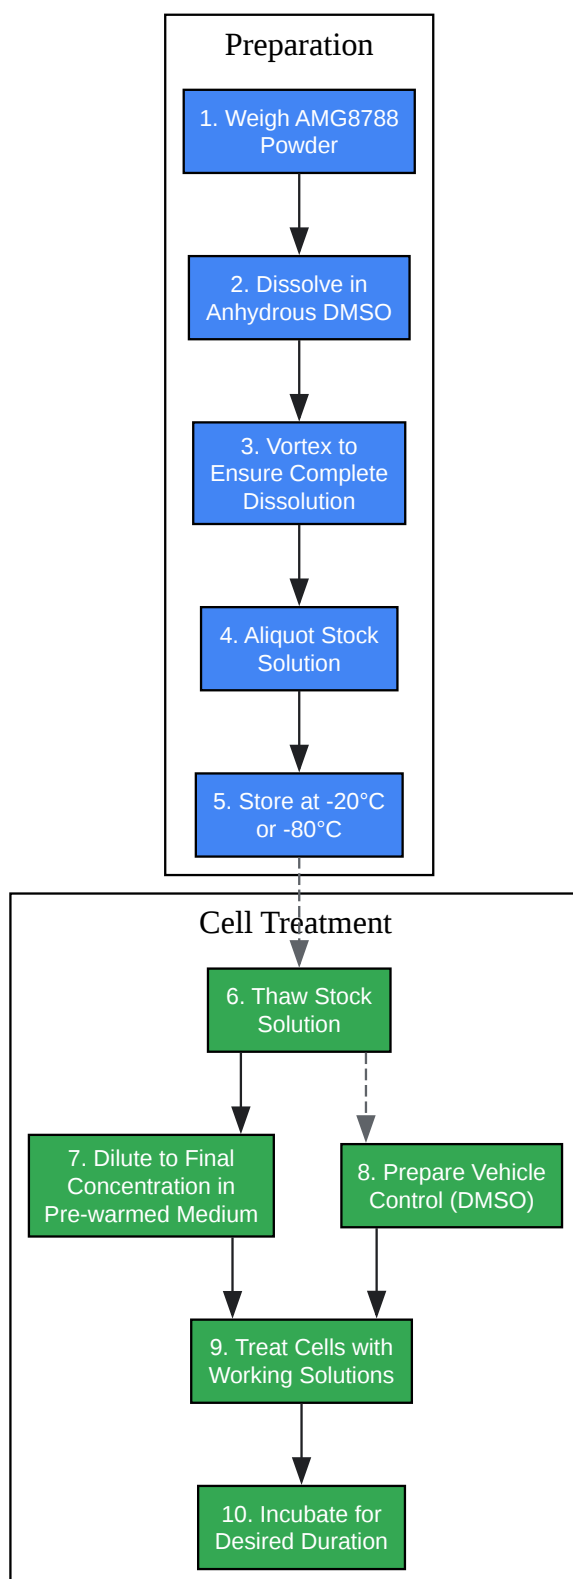 Preparation
1. Weigh AMG8788
Powder
2. Dissolve in
Anhydrous DMSO
3. Vortex to
Ensure Complete
Dissolution
4. Aliquot Stock
Solution
5. Store at -20°C
or -80°C
Cell Treatment
6. Thaw Stock
Solution
7. Dilute to Final
Concentration in
Pre-warmed Medium
8. Prepare Vehicle
Control (DMSO)
9. Treat Cells with
Working Solutions
10. Incubate for
Desired Duration